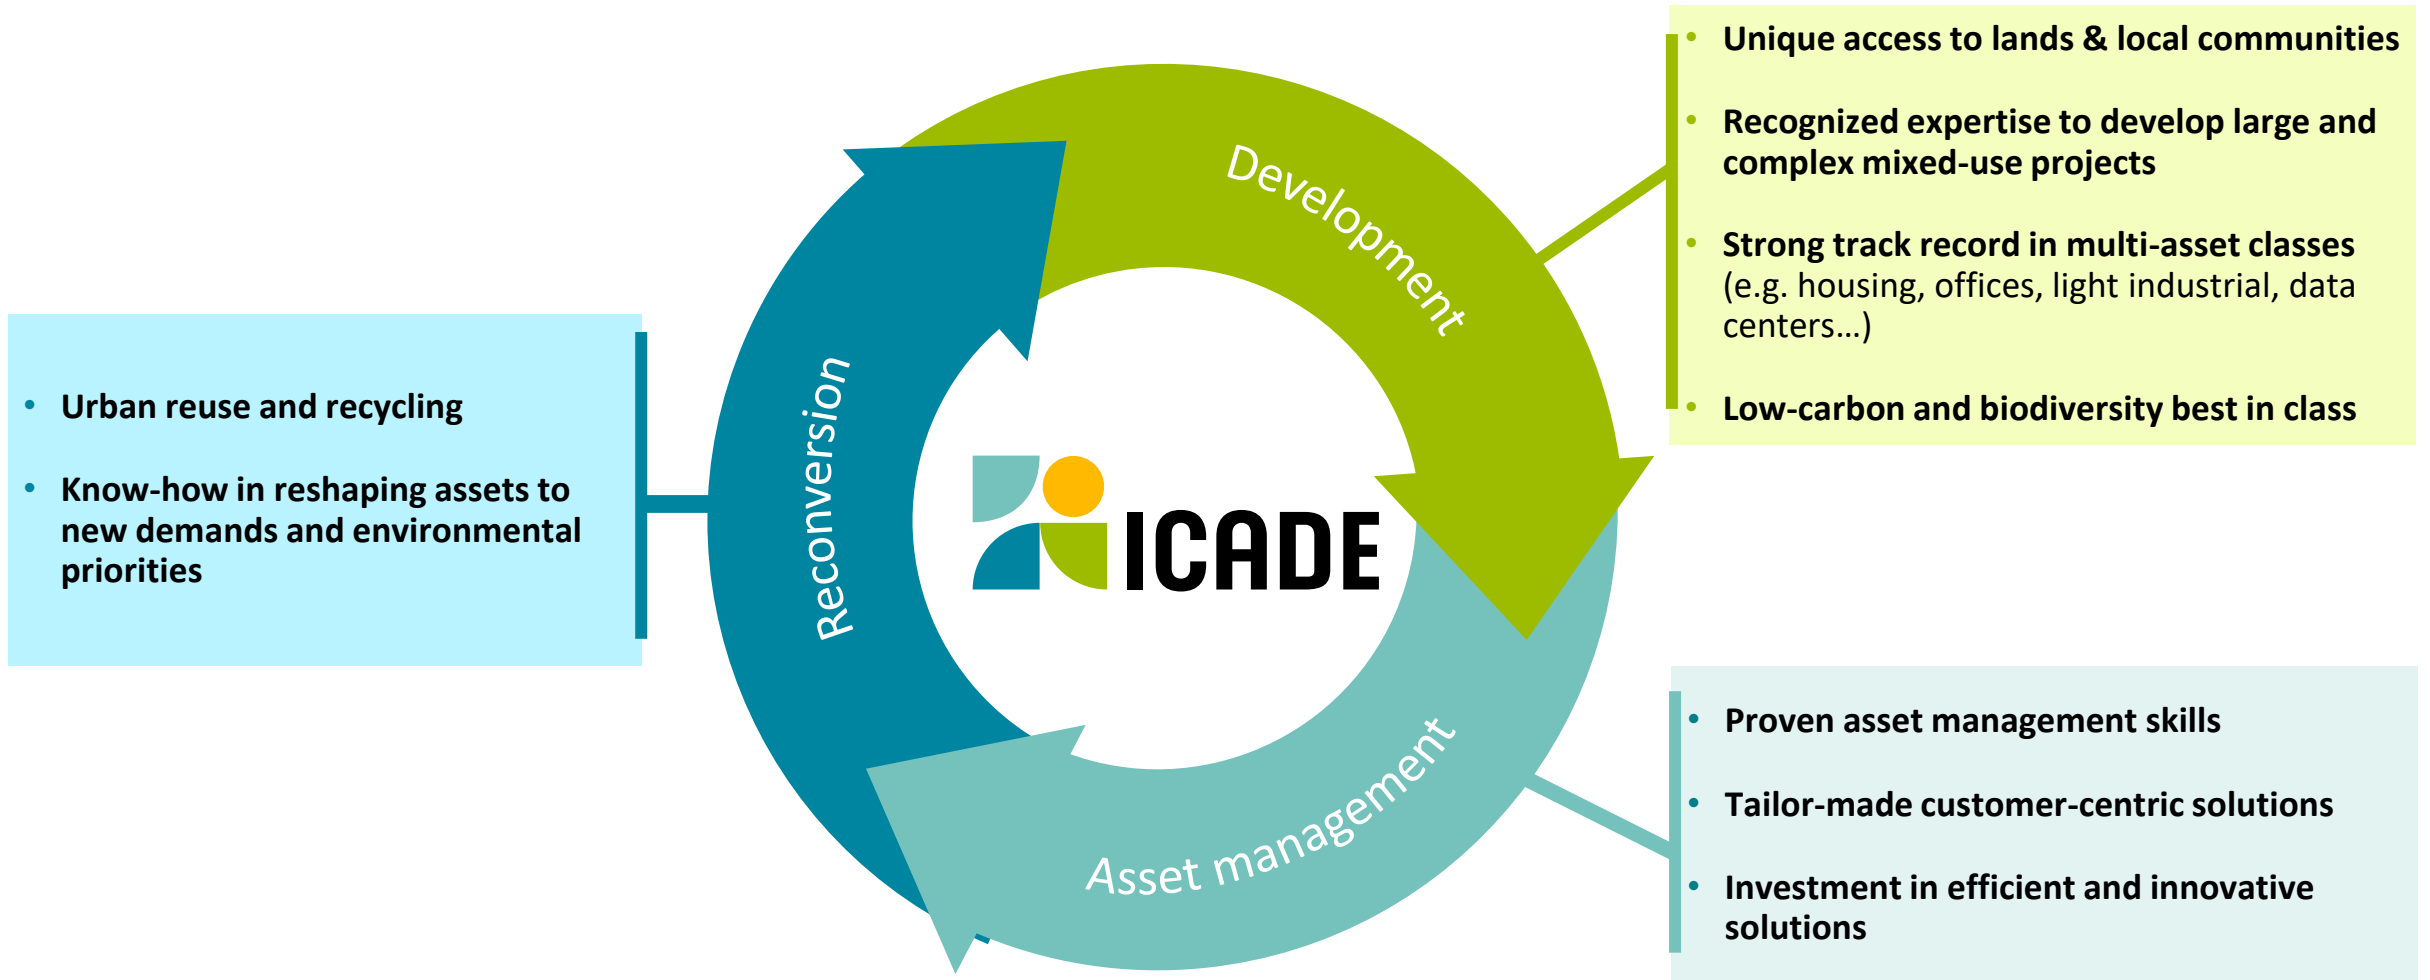 • Unique access to lands & local communities
• Recognized expertise to develop large and
complex mixed-use projects
• Strong track record in multi-asset classes
(e.g. housing, offices, light industrial, data
centers…)
• Low-carbon and biodiversity best in class
Development
• Urban reuse and recycling
• Know-how in reshaping assets to
new demands and environmental
priorities
Reconversion
ICADE
Asset management
• Proven asset management skills
• Tailor-made customer-centric solutions
• Investment in efficient and innovative
solutions